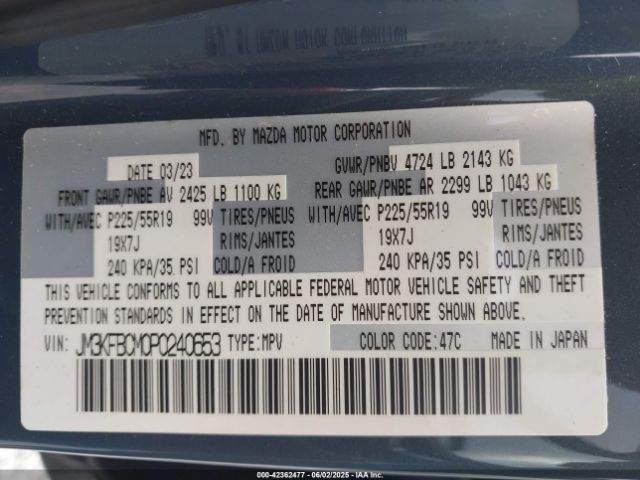 MFD. BY MAZDA MOTOR CORPORATION
DATE 03/23 GVWR/PNBV 4724 LB 2143 KG
FRONT GAWR/PNBE AV 2425 LB 1100 KG REAR GAWR/PNBE AR 2299 LB 1043 KG
WITH/AVEC P225/55R19 99V TIRES/PNEUS WITH/AVEC P225/55R19 99V TIRES/PNEUS
19X7J RIMS/JANTES 19X7J RIMS/JANTES
240 KPA/35 PSI COLD/A FROID 240 KPA/35 PSI COLD/A FROID
THIS VEHICLE CONFORMS TO ALL APPLICABLE FEDERAL MOTOR VEHICLE SAFETY AND THEFT
PREVENTION STANDARDS IN EFFECT ON THE DATE OF MANUFACTURE SHOWN ABOVE.
VIN: JM3KFBCM0P0240653 TYPE:MPV COLOR CODE:47C MADE IN JAPAN
000-42362477 - 06/02/2025 - IAA Inc.